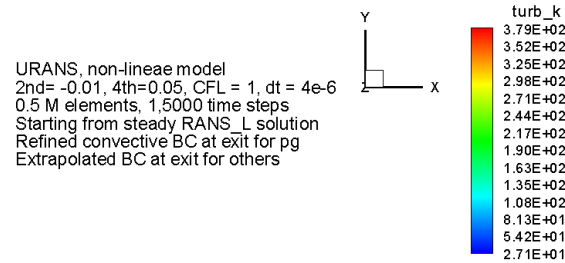 turb_k
Y
Z
X
URANS, non-lineae model
2nd= -0.01, 4th=0.05, CFL = 1, dt = 4e-6
0.5 M elements, 1,5000 time steps
Starting from steady RANS_L solution
Refined convective BC at exit for pg
Extrapolated BC at exit for others
3.79E+02
3.52E+02
3.25E+02
2.98E+02
2.71E+02
2.44E+02
2.17E+02
1.90E+02
1.63E+02
1.35E+02
1.08E+02
8.13E+01
5.42E+01
2.71E+01